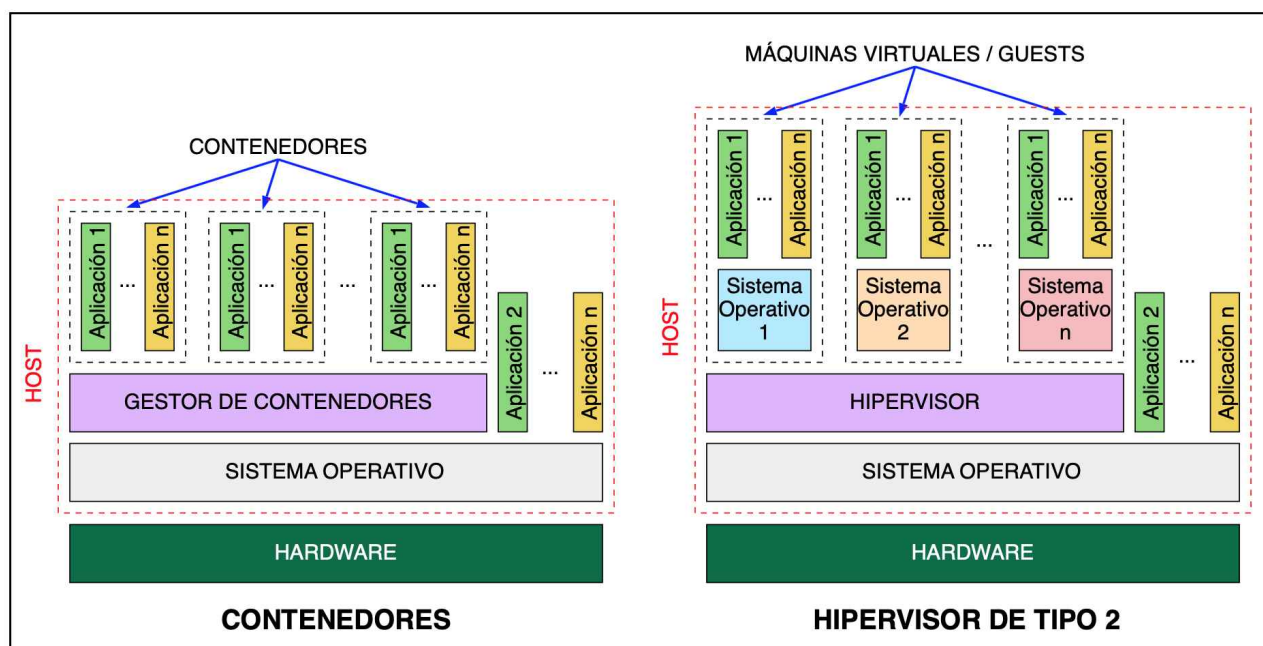 CONTENEDORES
HOST
Aplicación 1
...
Aplicación n
Aplicación 1
...
Aplicación n
...
Aplicación 1
...
Aplicación n
Aplicación 2
...
Aplicación n
GESTOR DE CONTENEDORES
SISTEMA OPERATIVO
HARDWARE
CONTENEDORES
MÁQUINAS VIRTUALES / GUESTS
HOST
Aplicación 1
...
Aplicación n
Sistema
Operativo
1
Aplicación 1
...
Aplicación n
Sistema
Operativo
2
...
Aplicación 1
...
Aplicación n
Sistema
Operativo
n
Aplicación 2
...
Aplicación n
HIPERVISOR
SISTEMA OPERATIVO
HARDWARE
HIPERVISOR DE TIPO 2